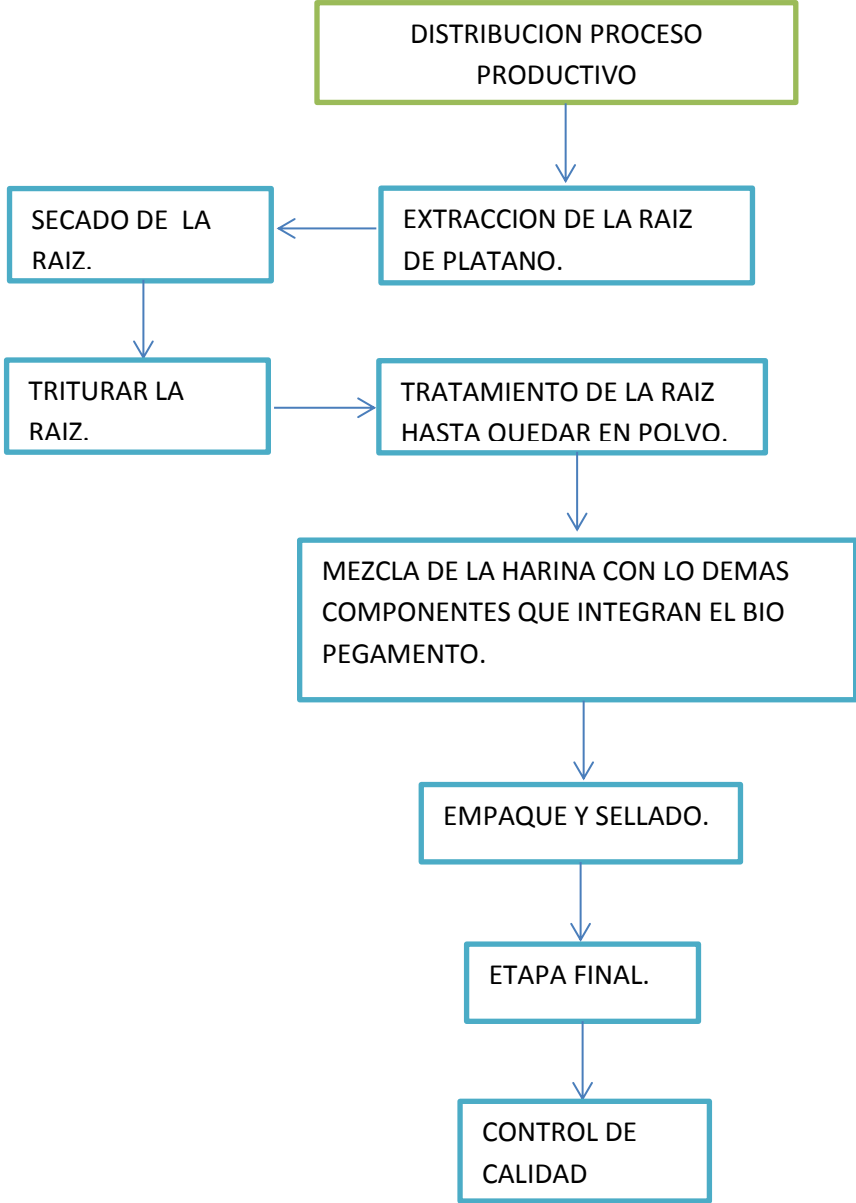 DISTRIBUCION PROCESO
PRODUCTIVO
EXTRACCION DE LA RAIZ
DE PLATANO.
SECADO DE LA
RAIZ.
TRITURAR LA
RAIZ.
TRATAMIENTO DE LA RAIZ
HASTA QUEDAR EN POLVO.
MEZCLA DE LA HARINA CON LO DEMAS
COMPONENTES QUE INTEGRAN EL BIO
PEGAMENTO.
EMPAQUE Y SELLADO.
ETAPA FINAL.
CONTROL DE
CALIDAD